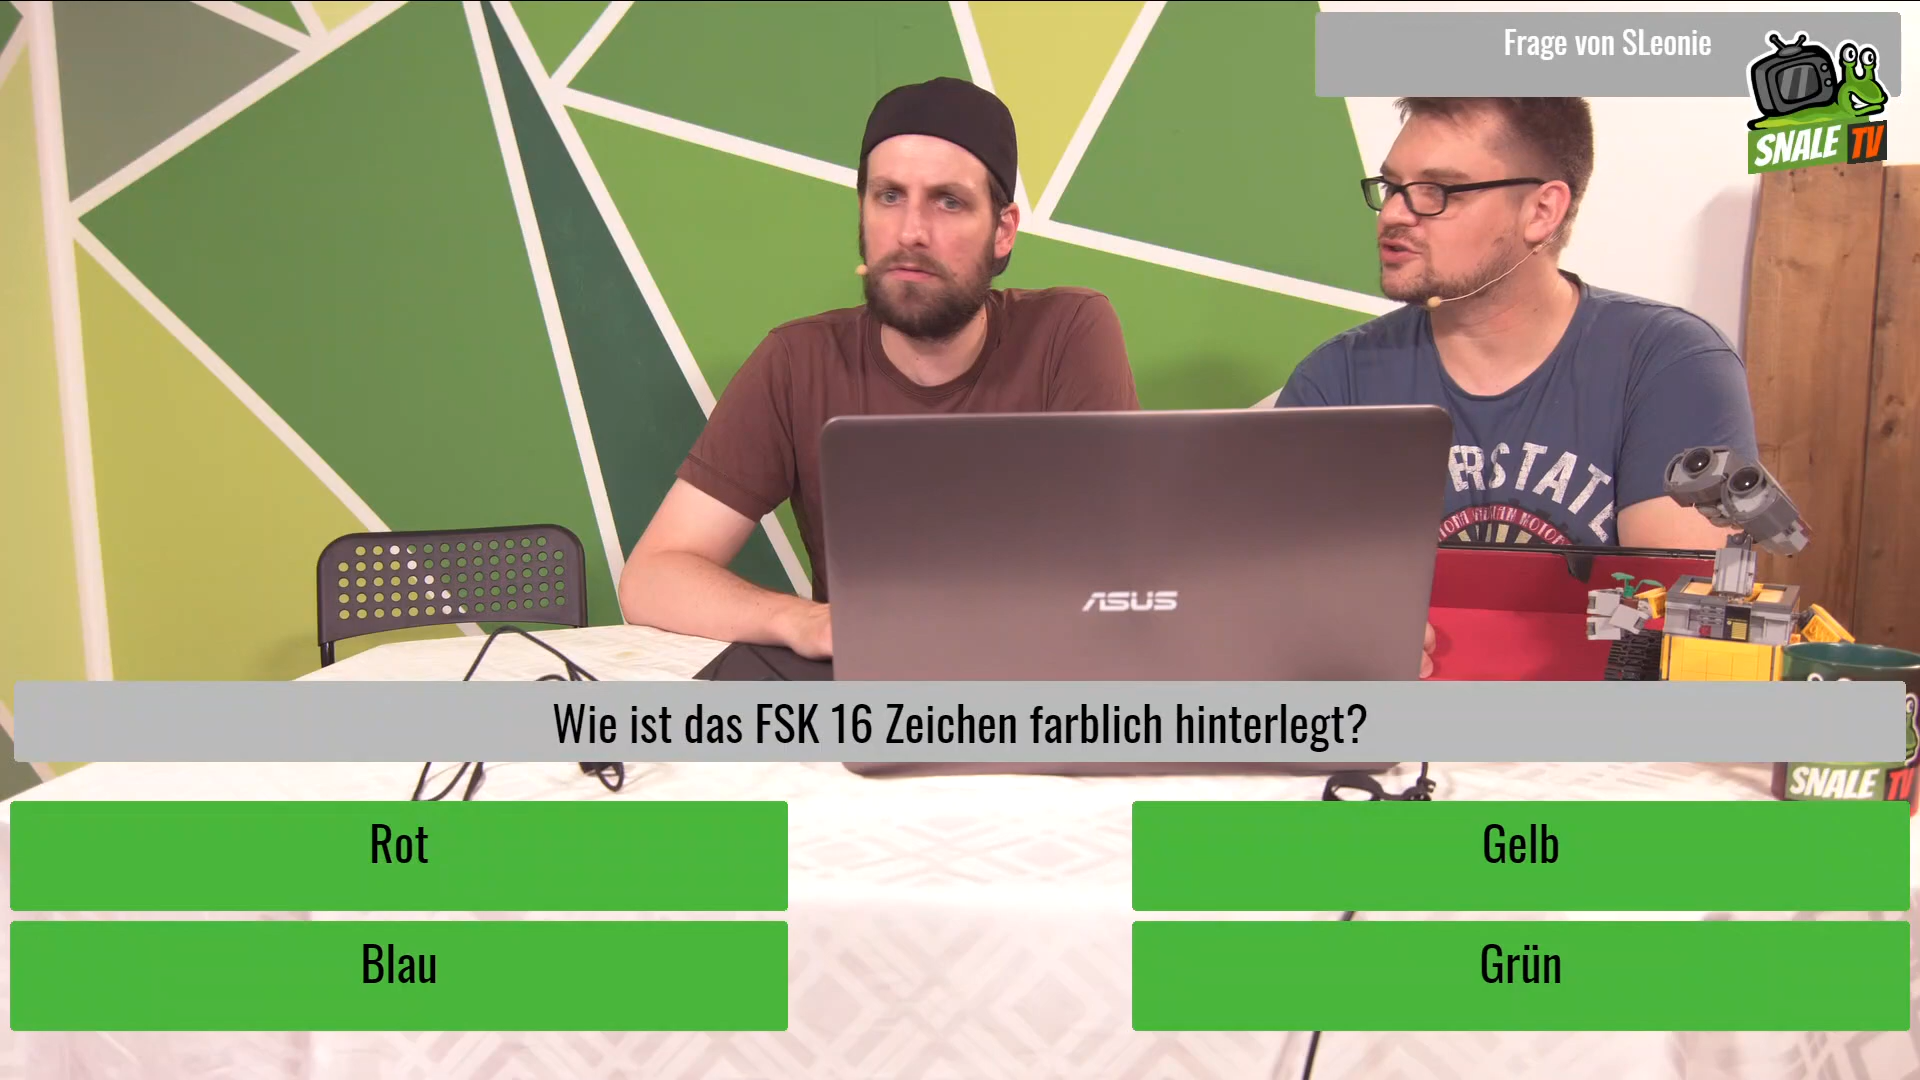 Frage von SLeonie
SNALE TV
ERSTATE
ASUS
Wie ist das FSK 16 Zeichen farblich hinterlegt?
SNALE TV
Rot
Gelb
Blau
Grün